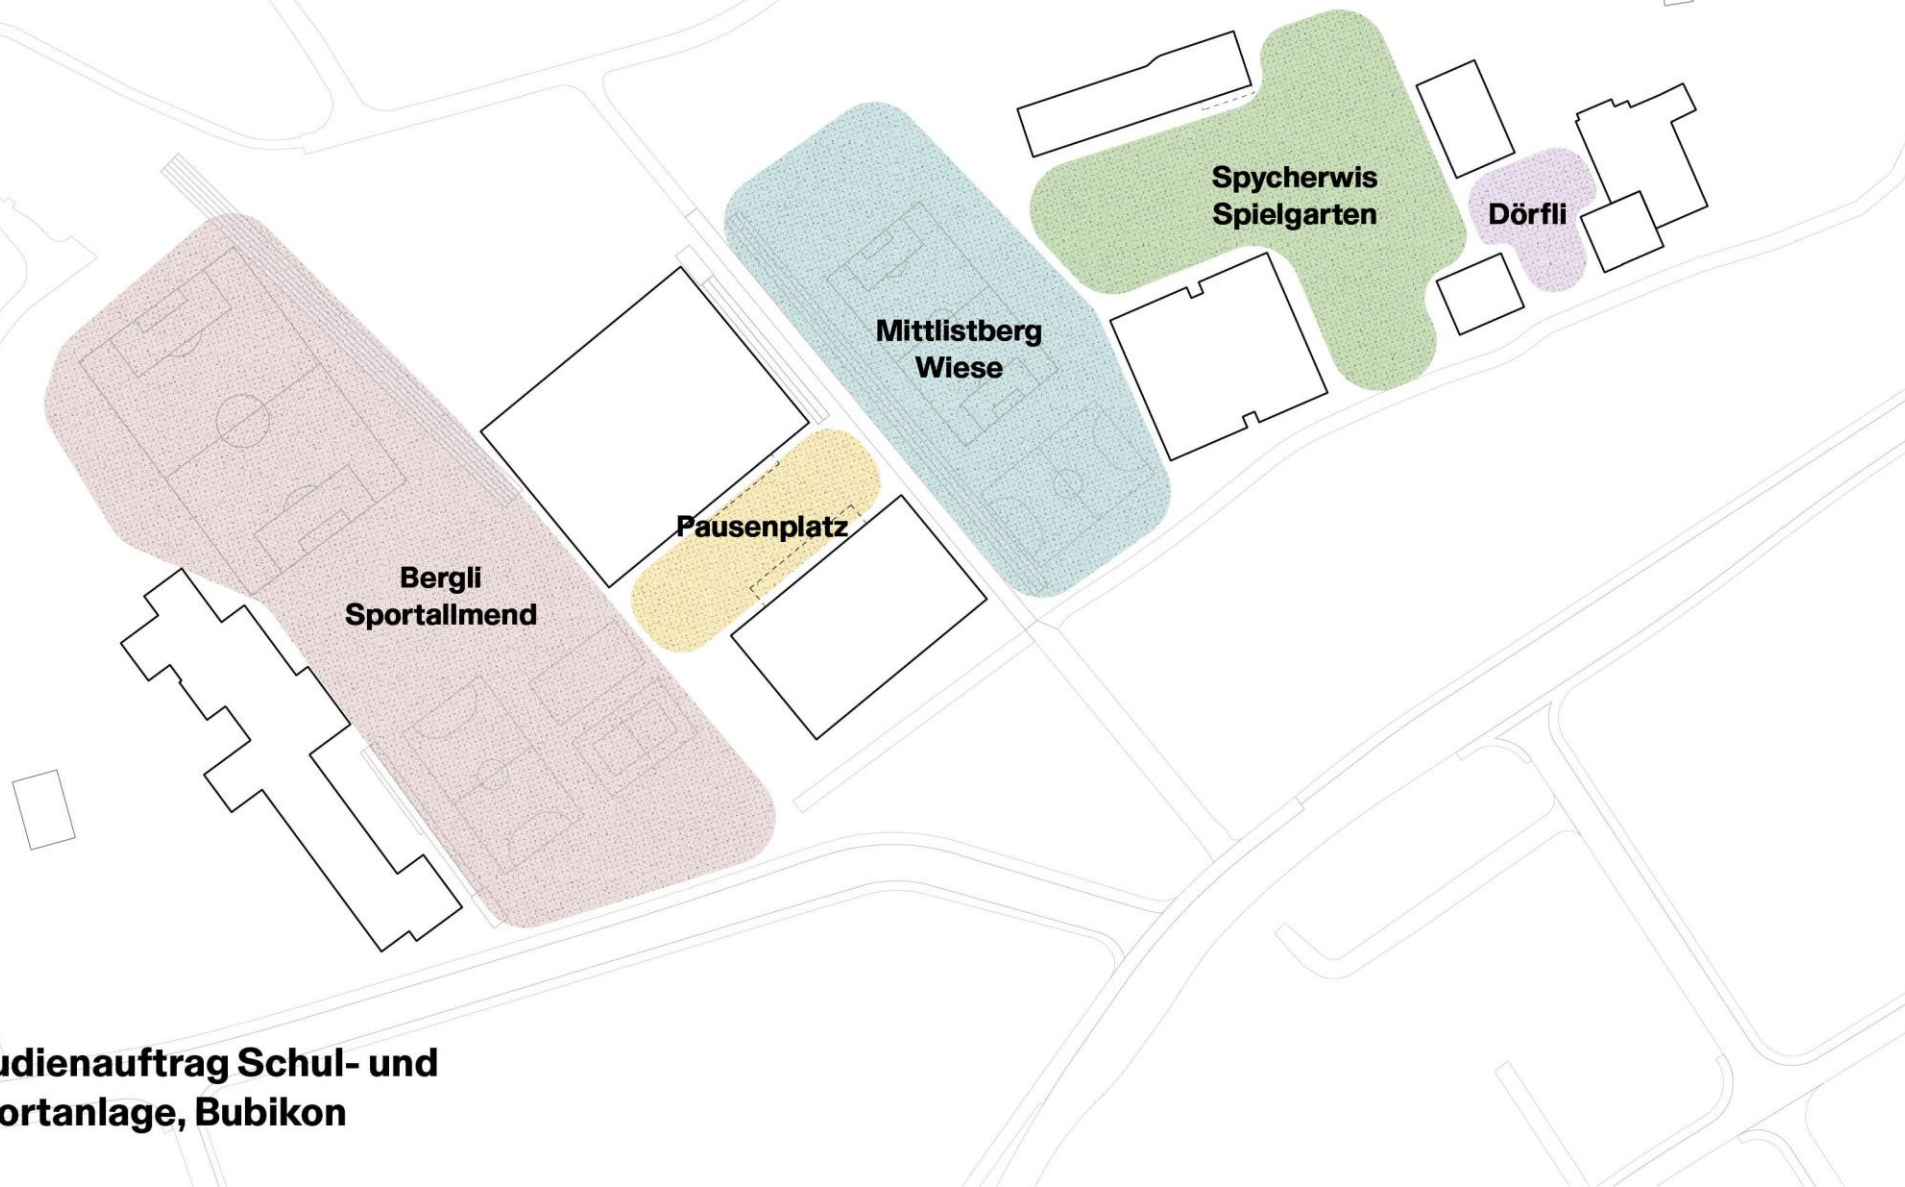 Spycherwis
Spielgarten
Dörfli
Mittlistberg
Wiese
Pausenplatz
Bergli
Sportallmend
udienauftrag Schul- und
ortanlage, Bubikon